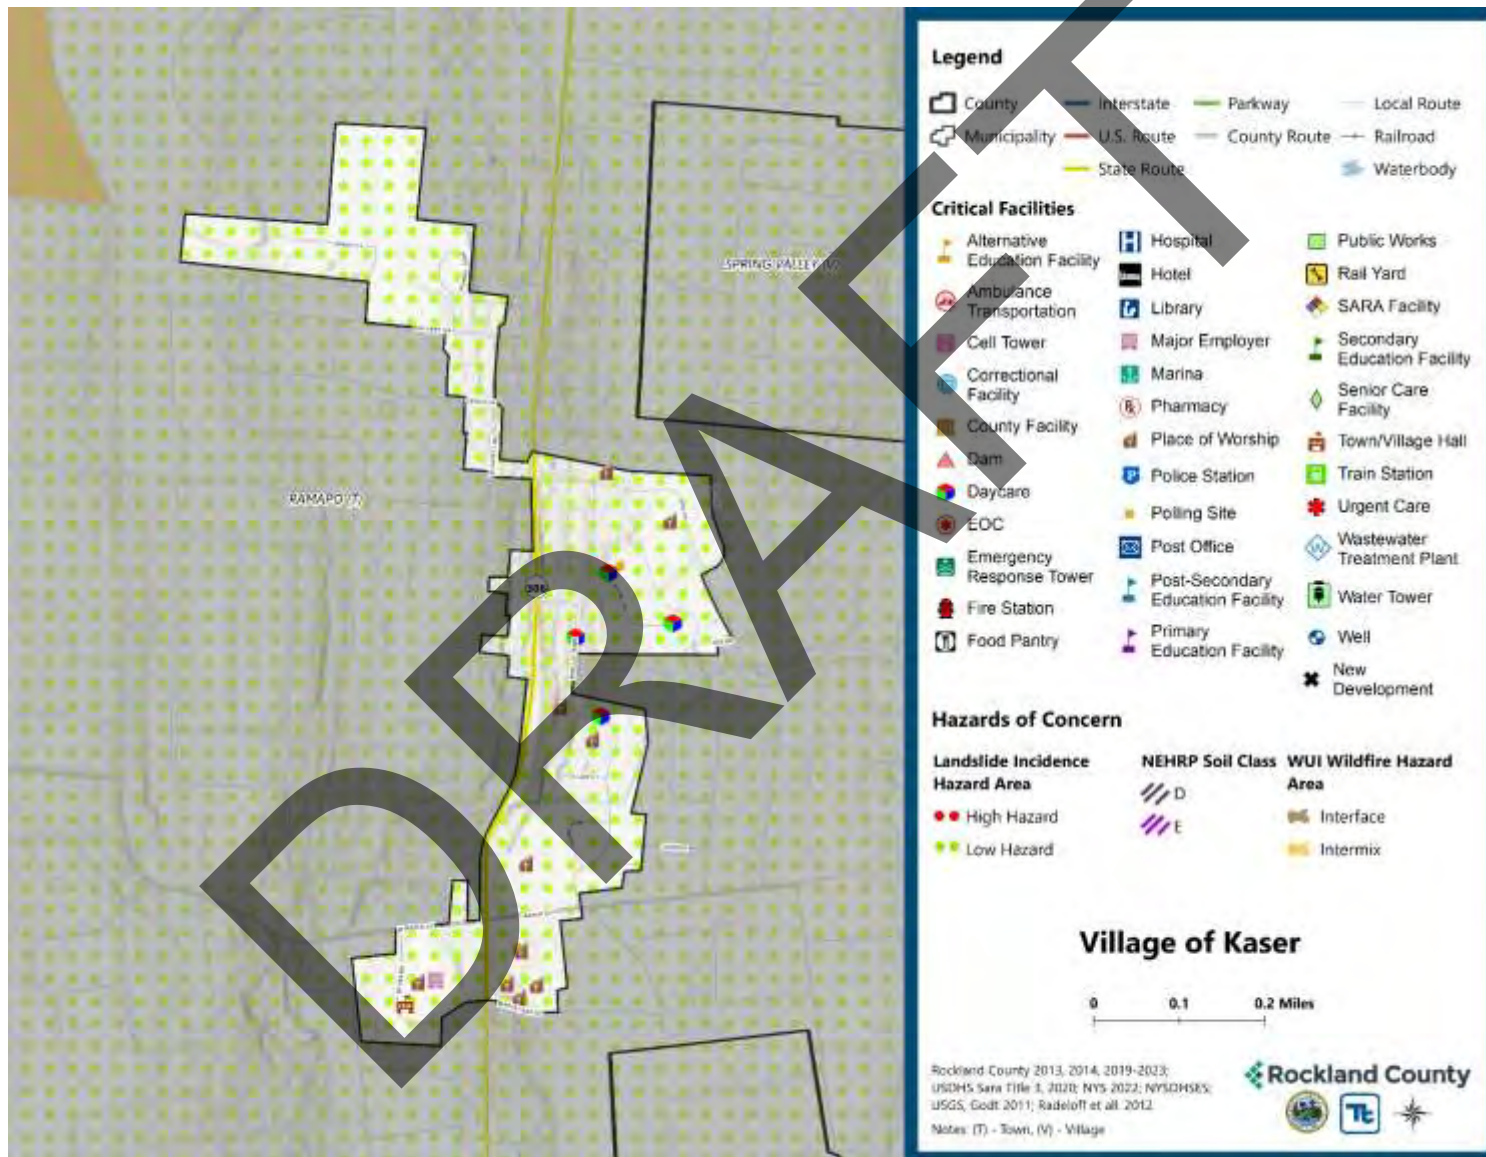 DRAFT
SPRING VALLEY (V)
RAMAPO (T)
306
Legend
County
Interstate
Parkway
Local Route
Municipality
U.S. Route
County Route
Railroad
State Route
Waterbody
Critical Facilities
Alternative
Education Facility
Ambulance
Transportation
Cell Tower
Correctional
Facility
County Facility
Dam
Daycare
EOC
Emergency
Response Tower
Fire Station
Food Pantry
Hospital
Hotel
Library
Major Employer
Marina
Pharmacy
Place of Worship
Police Station
Polling Site
Post Office
Post-Secondary
Education Facility
Primary
Education Facility
Public Works
Rail Yard
SARA Facility
Secondary
Education Facility
Senior Care
Facility
Town/Village Hall
Train Station
Urgent Care
Wastewater
Treatment Plant
Water Tower
Well
New
Development
Hazards of Concern
Landslide Incidence
Hazard Area
High Hazard
Low Hazard
NEHRP Soil Class
D
E
WUI Wildfire Hazard
Area
Interface
Intermix
Village of Kaser
0 0.1 0.2 Miles
Rockland County 2013, 2014, 2019-2023;
USDHS Sara Title 3, 2020; NYS 2022; NYSDHSES;
USGS, Godt 2011; Radeloff et all. 2012
Notes: (T) - Town, (V) - Village
Rockland County
Tt